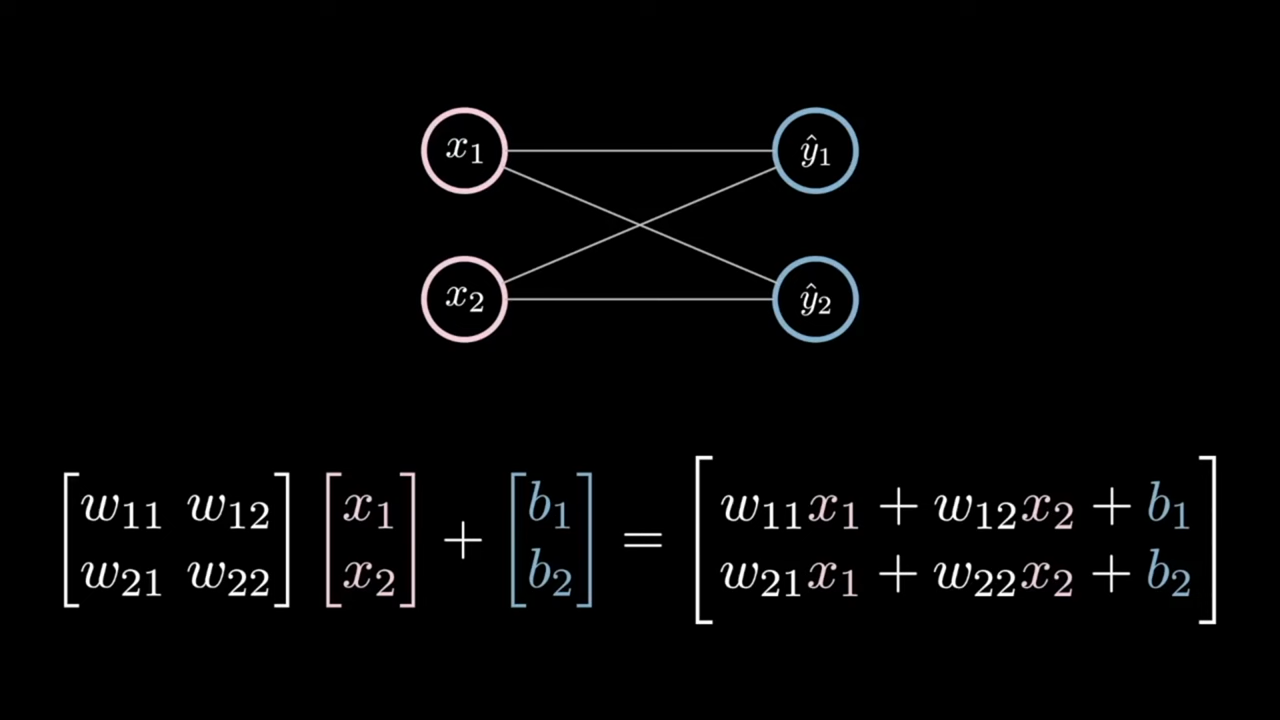 x₁ ŷ₁
x₂ ŷ₂
[w₁₁ w₁₂] [x₁] + [b₁] = [w₁₁x₁ + w₁₂x₂ + b₁]
[w₂₁ w₂₂] [x₂] [b₂] [w₂₁x₁ + w₂₂x₂ + b₂]